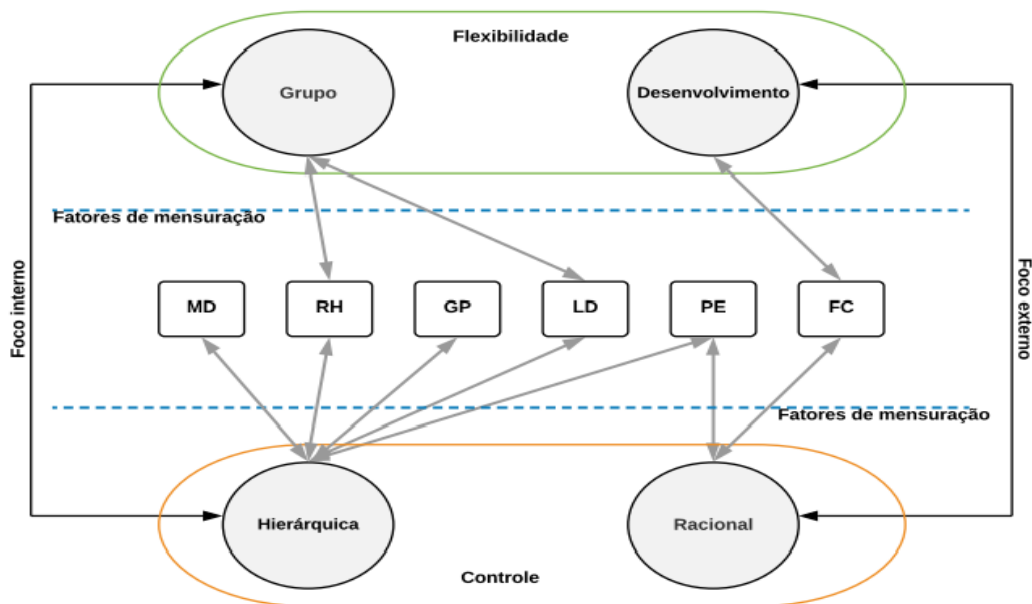 Flexibilidade
Grupo
Desenvolvimento
Fatores de mensuração
Foco interno
Foco externo
MD
RH
GP
LD
PE
FC
Fatores de mensuração
Hierárquica
Racional
Controle